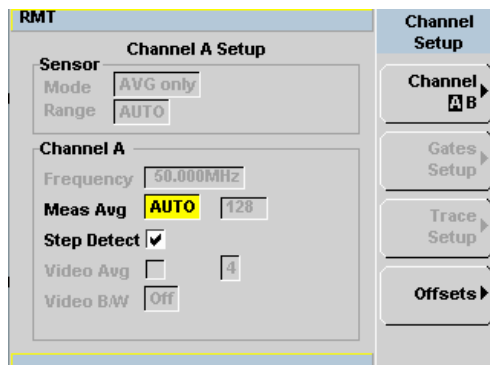 RMT
Channel A Setup
Sensor
Mode AVG only
Range AUTO
Channel A
Frequency 50.000MHz
Meas Avg AUTO 128
Step Detect
Video Avg 4
Video B/W Off
Channel
Setup
Channel
A B
Gates
Setup
Trace
Setup
Offsets